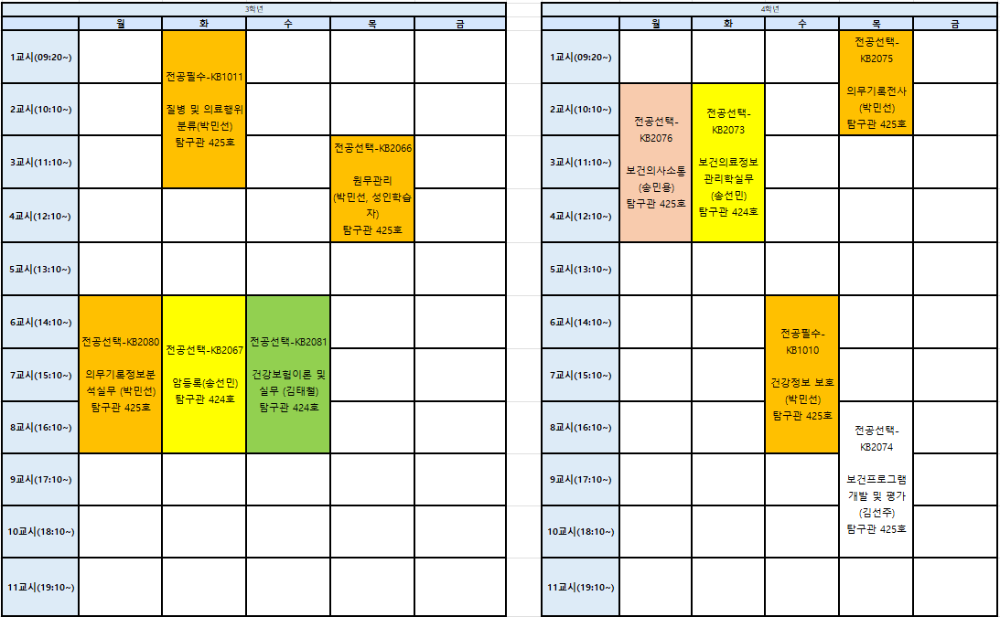 3학년
월 화 수 목 금
1교시(09:20~)
2교시(10:10~)
3교시(11:10~)
4교시(12:10~)
5교시(13:10~)
6교시(14:10~)
7교시(15:10~)
8교시(16:10~)
9교시(17:10~)
10교시(18:10~)
11교시(19:10~)
전공필수-KB1011
질병 및 의료행위
분류(박민선)
탐구관 425호
전공선택-KB2066
원무관리
(박민선, 성인학습
자)
탐구관 425호
전공선택-KB2080
의무기록정보분
석실무 (박민선)
탐구관 425호
전공선택-KB2067
암등록(송선민)
탐구관 424호
전공선택-KB2081
건강보험이론 및
실무 (김태철)
탐구관 424호
4학년
월 화 수 목 금
1교시(09:20~)
2교시(10:10~)
3교시(11:10~)
4교시(12:10~)
5교시(13:10~)
6교시(14:10~)
7교시(15:10~)
8교시(16:10~)
9교시(17:10~)
10교시(18:10~)
11교시(19:10~)
전공선택-
KB2075
의무기록전사
(박민선)
탐구관 425호
전공선택-
KB2076
보건의사소통
(송민용)
탐구관 425호
전공선택-
KB2073
보건의료정보
관리학실무
(송선민)
탐구관 424호
전공필수-
KB1010
건강정보 보호
(박민선)
탐구관 425호
전공선택-
KB2074
보건프로그램
개발 및 평가
(김선주)
탐구관 425호